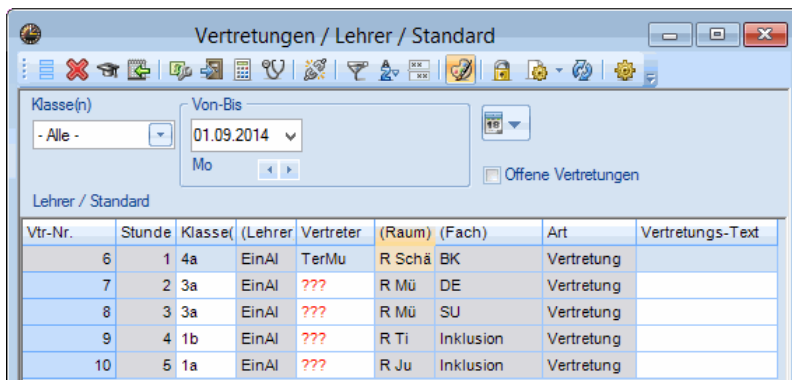 Vertretungen / Lehrer / Standard
Klasse(n)
- Alle -
Von-Bis
01.09.2014
Mo
18
Offene Vertretungen
Lehrer / Standard
Vtr-Nr. Stunde Klasse( (Lehrer Vertreter (Raum) (Fach) Art Vertretungs-Text
6 1 4a EinAl TerMu R Schä BK Vertretung
7 2 3a EinAl ??? R Mü DE Vertretung
8 3 3a EinAl ??? R Mü SU Vertretung
9 4 1b EinAl ??? R Ti Inklusion Vertretung
10 5 1a EinAl ??? R Ju Inklusion Vertretung